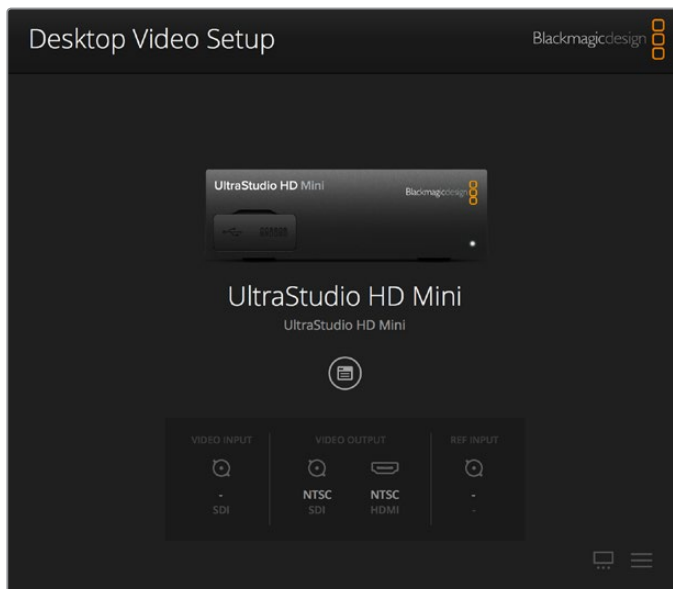 Desktop Video Setup
Blackmagicdesign
UltraStudio HD Mini
Blackmagicdesign
UltraStudio HD Mini
UltraStudio HD Mini
VIDEO INPUT VIDEO OUTPUT REF INPUT
- NTSC NTSC -
SDI SDI HDMI -